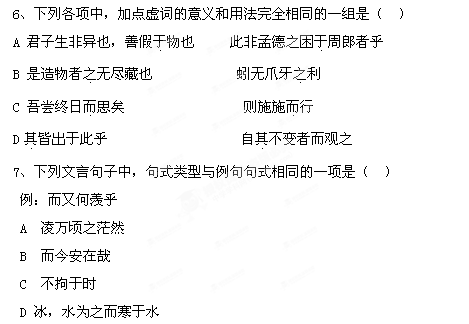 6、下列各项中，加点虚词的意义和用法完全相同的一组是（　）
A 君子生非异也，善假于物也　　此非孟德之困于周郎者乎
B 是造物者之无尽藏也　　蚓无爪牙之利
C 吾尝终日而思矣　　则施施而行
D 其皆出于此乎　　自其不变者而观之
7、下列文言句子中，句式类型与例句句式相同的一项是（　）
例：而又何羡乎
A　凌万顷之茫然
B　而今安在哉
C　不拘于时
D 冰，水为之而寒于水